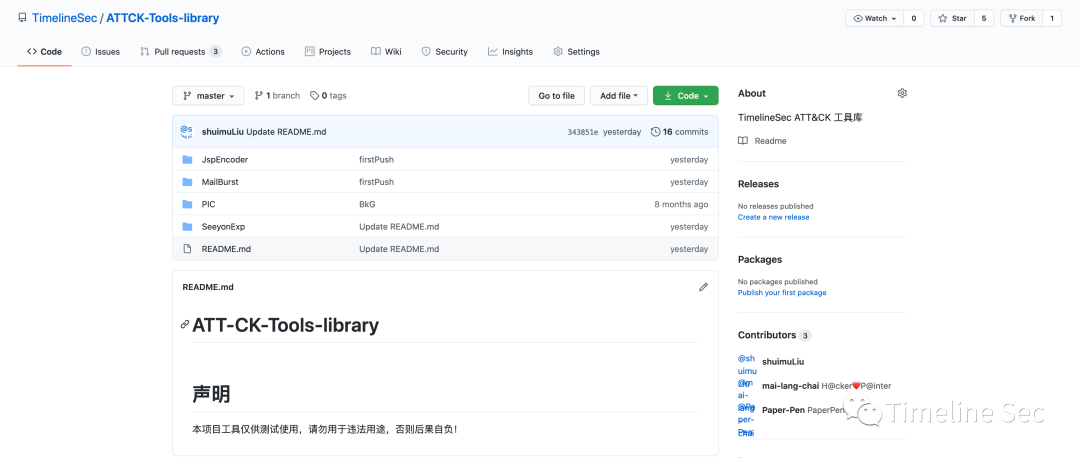 TimelineSec / ATTCK-Tools-library
Watch 0 Star 5 Fork 1
Code Issues Pull requests 3 Actions Projects Wiki Security Insights Settings
master 1 branch 0 tags Go to file Add file Code
shuimuLiu Update README.md 343851e yesterday 16 commits
JspEncoder firstPush yesterday
MailBurst firstPush yesterday
PIC BkG 8 months ago
SeeyonExp Update README.md yesterday
README.md Update README.md yesterday
README.md
ATT-CK-Tools-library
声明
本项目工具仅供测试使用，请勿用于违法用途，否则后果自负！
About
TimelineSec ATT&CK 工具库
Readme
Releases
No releases published
Create a new release
Packages
No packages published
Publish your first package
Contributors 3
shuimuLiu
mai-lang-chai H@cker❤️P@inter
Paper-Pen PaperPen
Timeline Sec